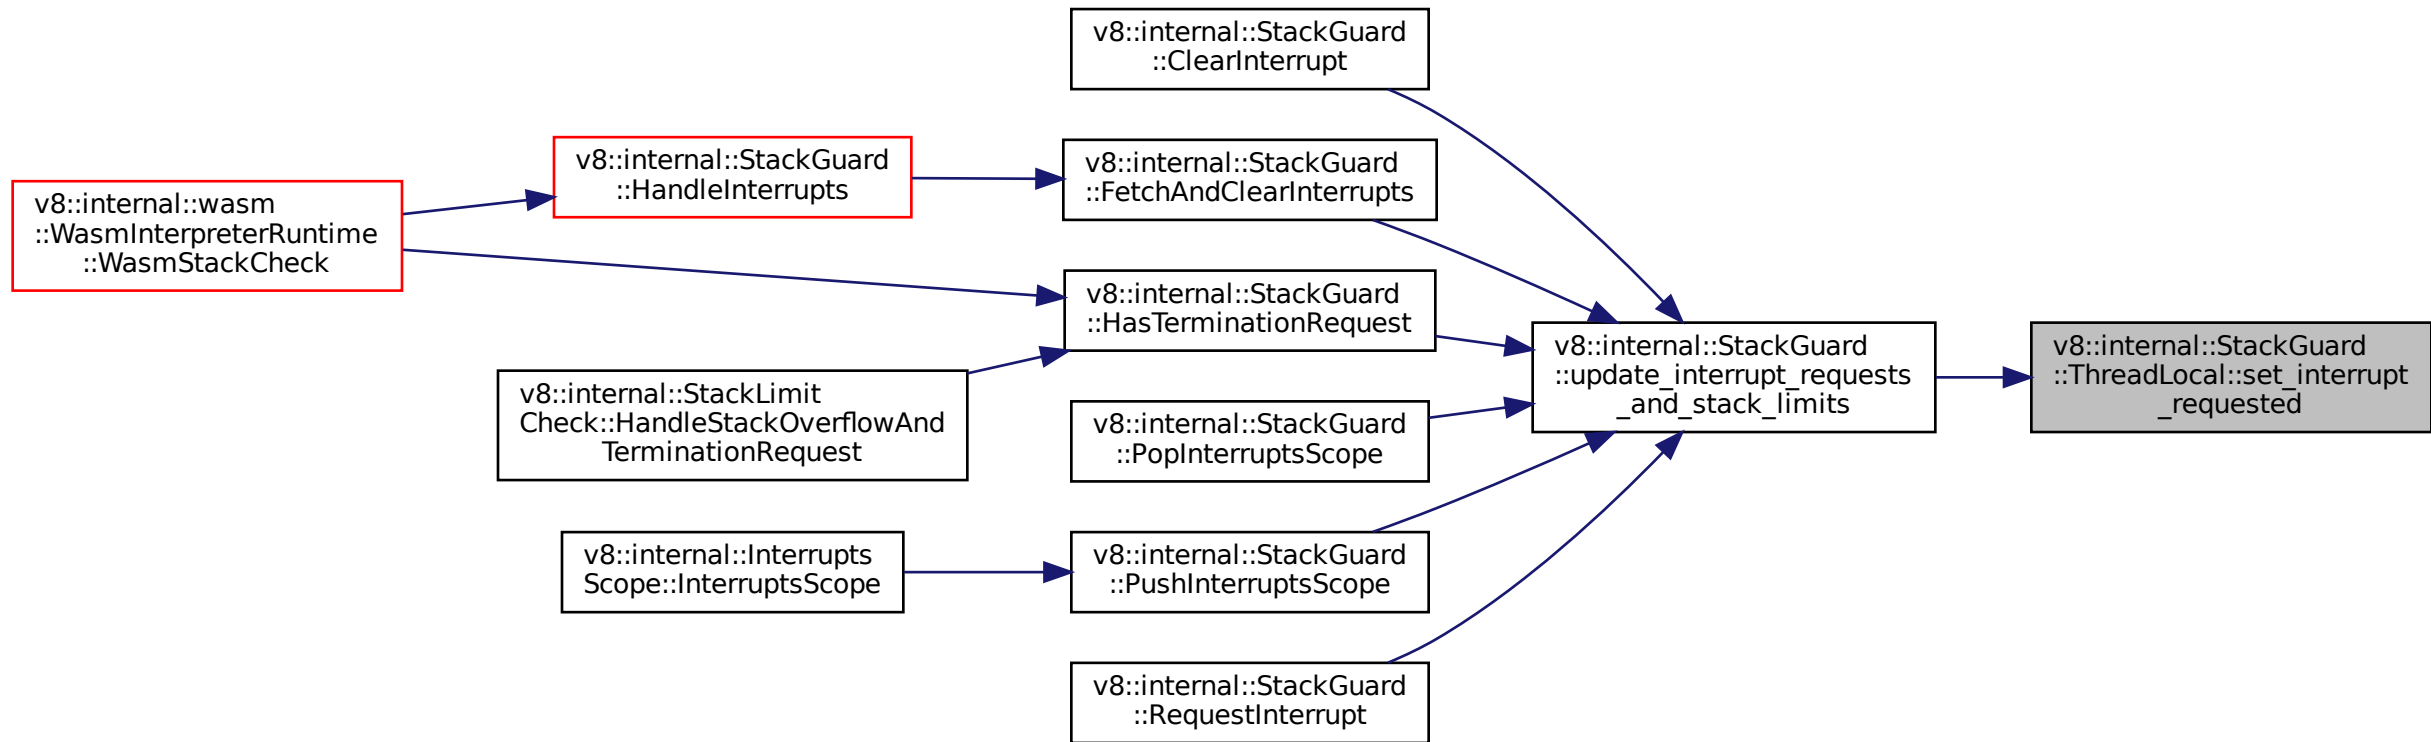 v8::internal::StackGuard
::ClearInterrupt
v8::internal::StackGuard
::HandleInterrupts
v8::internal::StackGuard
::FetchAndClearInterrupts
v8::internal::wasm
::WasmInterpreterRuntime
::WasmStackCheck
v8::internal::StackGuard
::HasTerminationRequest
v8::internal::StackGuard
::update_interrupt_requests
_and_stack_limits
v8::internal::StackGuard
::ThreadLocal::set_interrupt
_requested
v8::internal::StackLimit
Check::HandleStackOverflowAnd
TerminationRequest
v8::internal::StackGuard
::PopInterruptsScope
v8::internal::Interrupts
Scope::InterruptsScope
v8::internal::StackGuard
::PushInterruptsScope
v8::internal::StackGuard
::RequestInterrupt